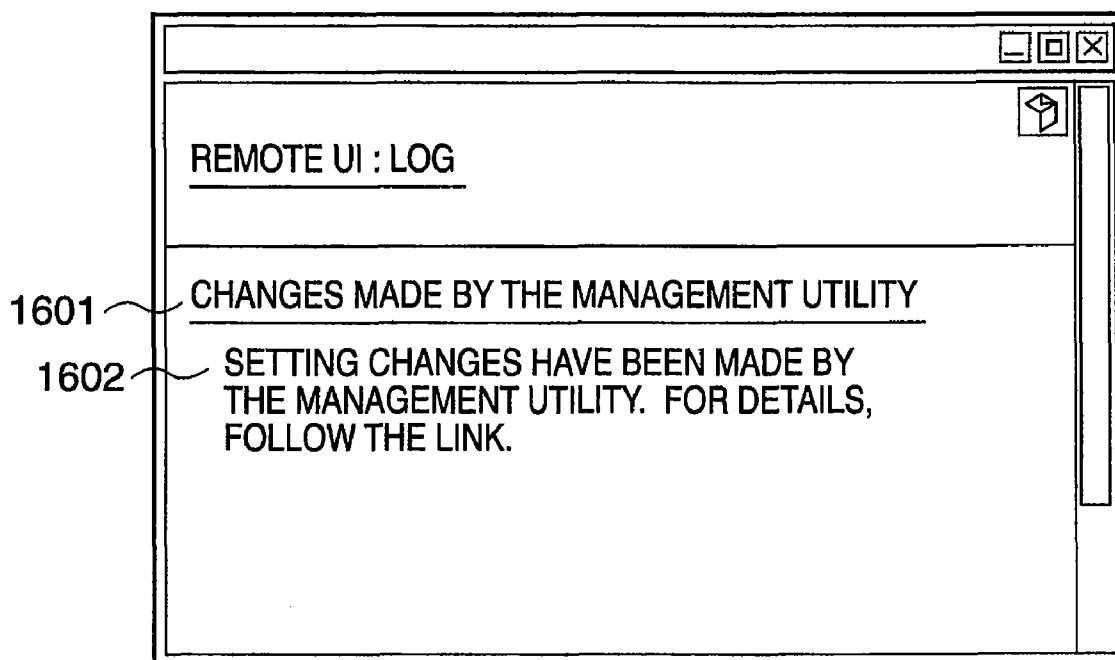 REMOTE UI : LOG
1601
CHANGES MADE BY THE MANAGEMENT UTILITY
1602
SETTING CHANGES HAVE BEEN MADE BY
THE MANAGEMENT UTILITY. FOR DETAILS,
FOLLOW THE LINK.